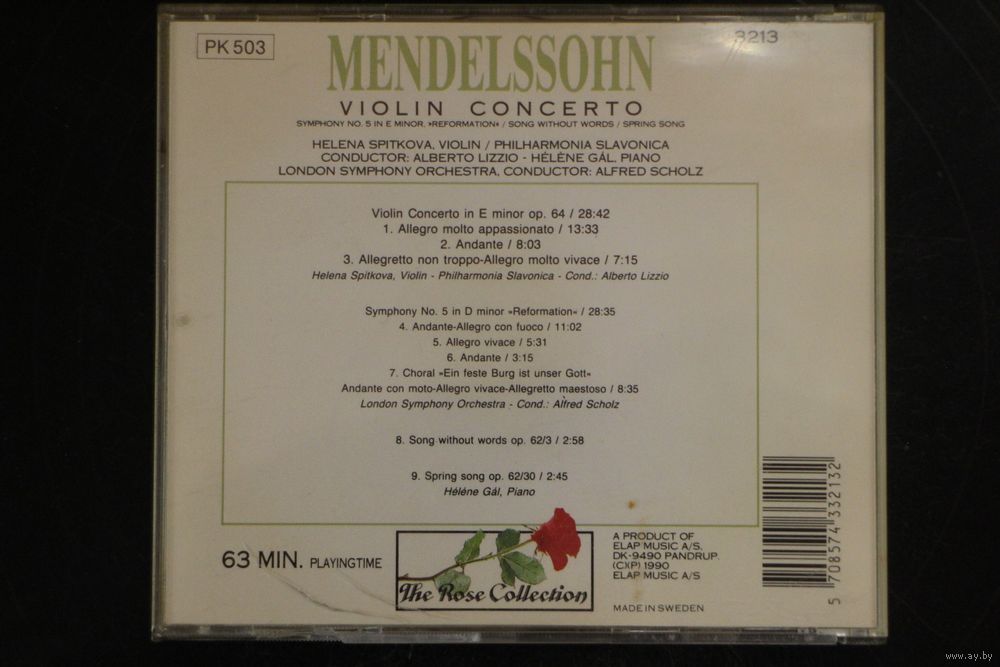 PK 503
3213
MENDELSSOHN
VIOLIN CONCERTO
SYMPHONY NO. 5 IN E MINOR, »REFORMATION« / SONG WITHOUT WORDS / SPRING SONG
HELENA SPITKOVA, VIOLIN / PHILHARMONIA SLAVONICA
CONDUCTOR: ALBERTO LIZZIO - HÉLÈNE GÁL, PIANO
LONDON SYMPHONY ORCHESTRA, CONDUCTOR: ALFRED SCHOLZ
Violin Concerto in E minor op. 64 / 28:42
1. Allegro molto appassionato / 13:33
2. Andante / 8:03
3. Allegretto non troppo-Allegro molto vivace / 7:15
Helena Spitkova, Violin - Philharmonia Slavonica - Cond.: Alberto Lizzio
Symphony No. 5 in D minor »Reformation« / 28:35
4. Andante-Allegro con fuoco / 11:02
5. Allegro vivace / 5:31
6. Andante / 3:15
7. Choral »Ein feste Burg ist unser Gott«
Andante con moto-Allegro vivace-Allegretto maestoso / 8:35
London Symphony Orchestra - Cond.: Alfred Scholz
8. Song without words op. 62/3 / 2:58
9. Spring song op. 62/30 / 2:45
Héléne Gál, Piano
63 MIN. PLAYINGTIME
The Rose Collection
A PRODUCT OF
ELAP MUSIC A/S,
DK-9490 PANDRUP.
(C)(P) 1990
ELAP MUSIC A/S
MADE IN SWEDEN
5 708574 332132
www.ay.by